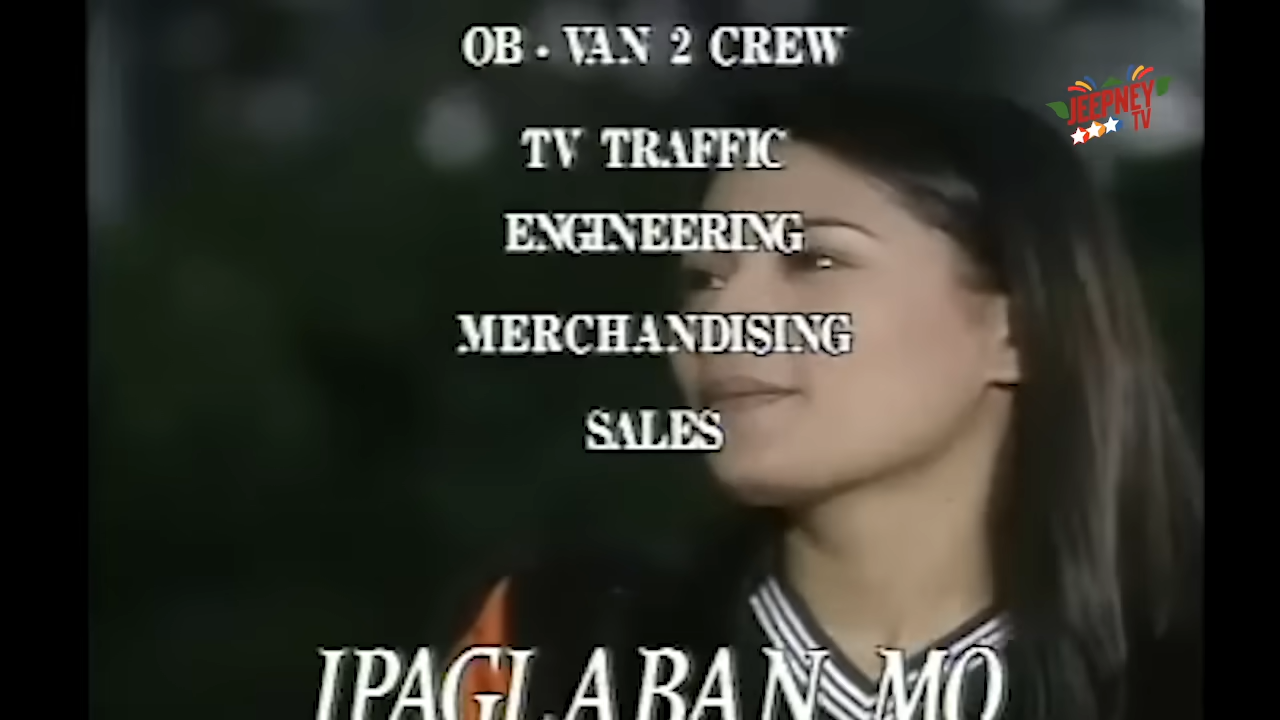 OB - VAN 2 CREW
JEEPNEY
TV
TV TRAFFIC
ENGINEERING
MERCHANDISING
SALES
IPAGLABAN MO